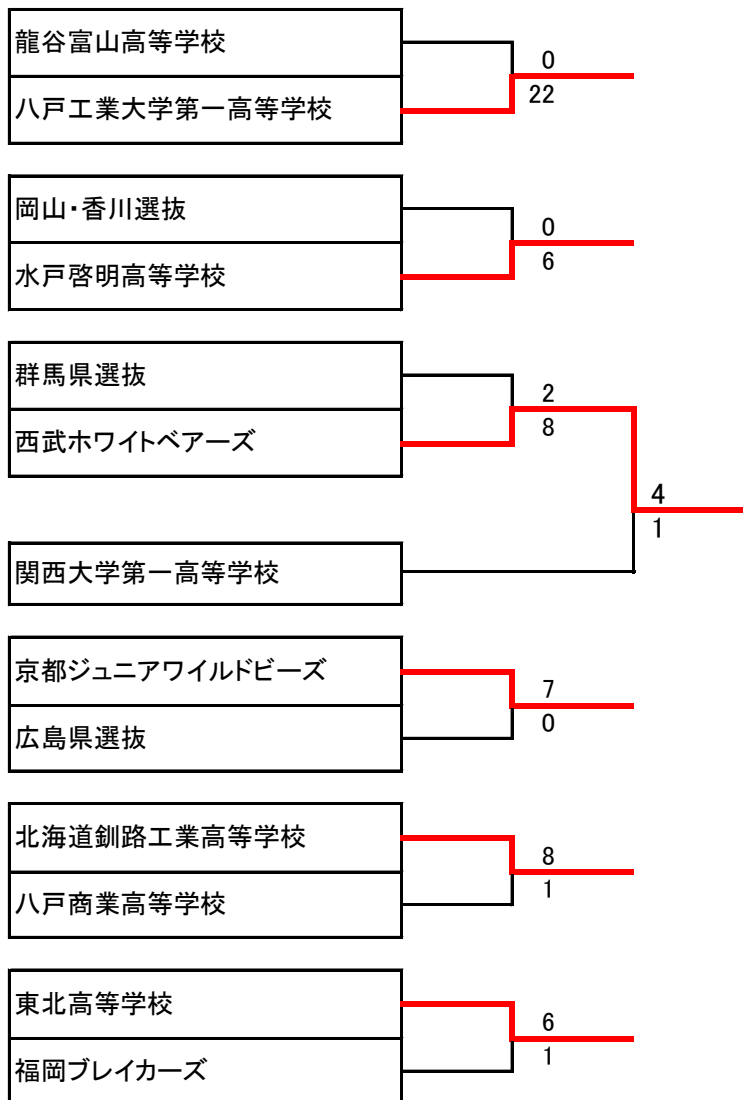 龍谷富山高等学校
0
八戸工業大学第一高等学校
22
岡山・香川選抜
0
水戸啓明高等学校
6
群馬県選抜
2
西武ホワイトベアーズ
8
4
1
関西大学第一高等学校
京都ジュニアワイルドビーズ
7
広島県選抜
0
北海道釧路工業高等学校
8
八戸商業高等学校
1
東北高等学校
6
福岡ブレイカーズ
1